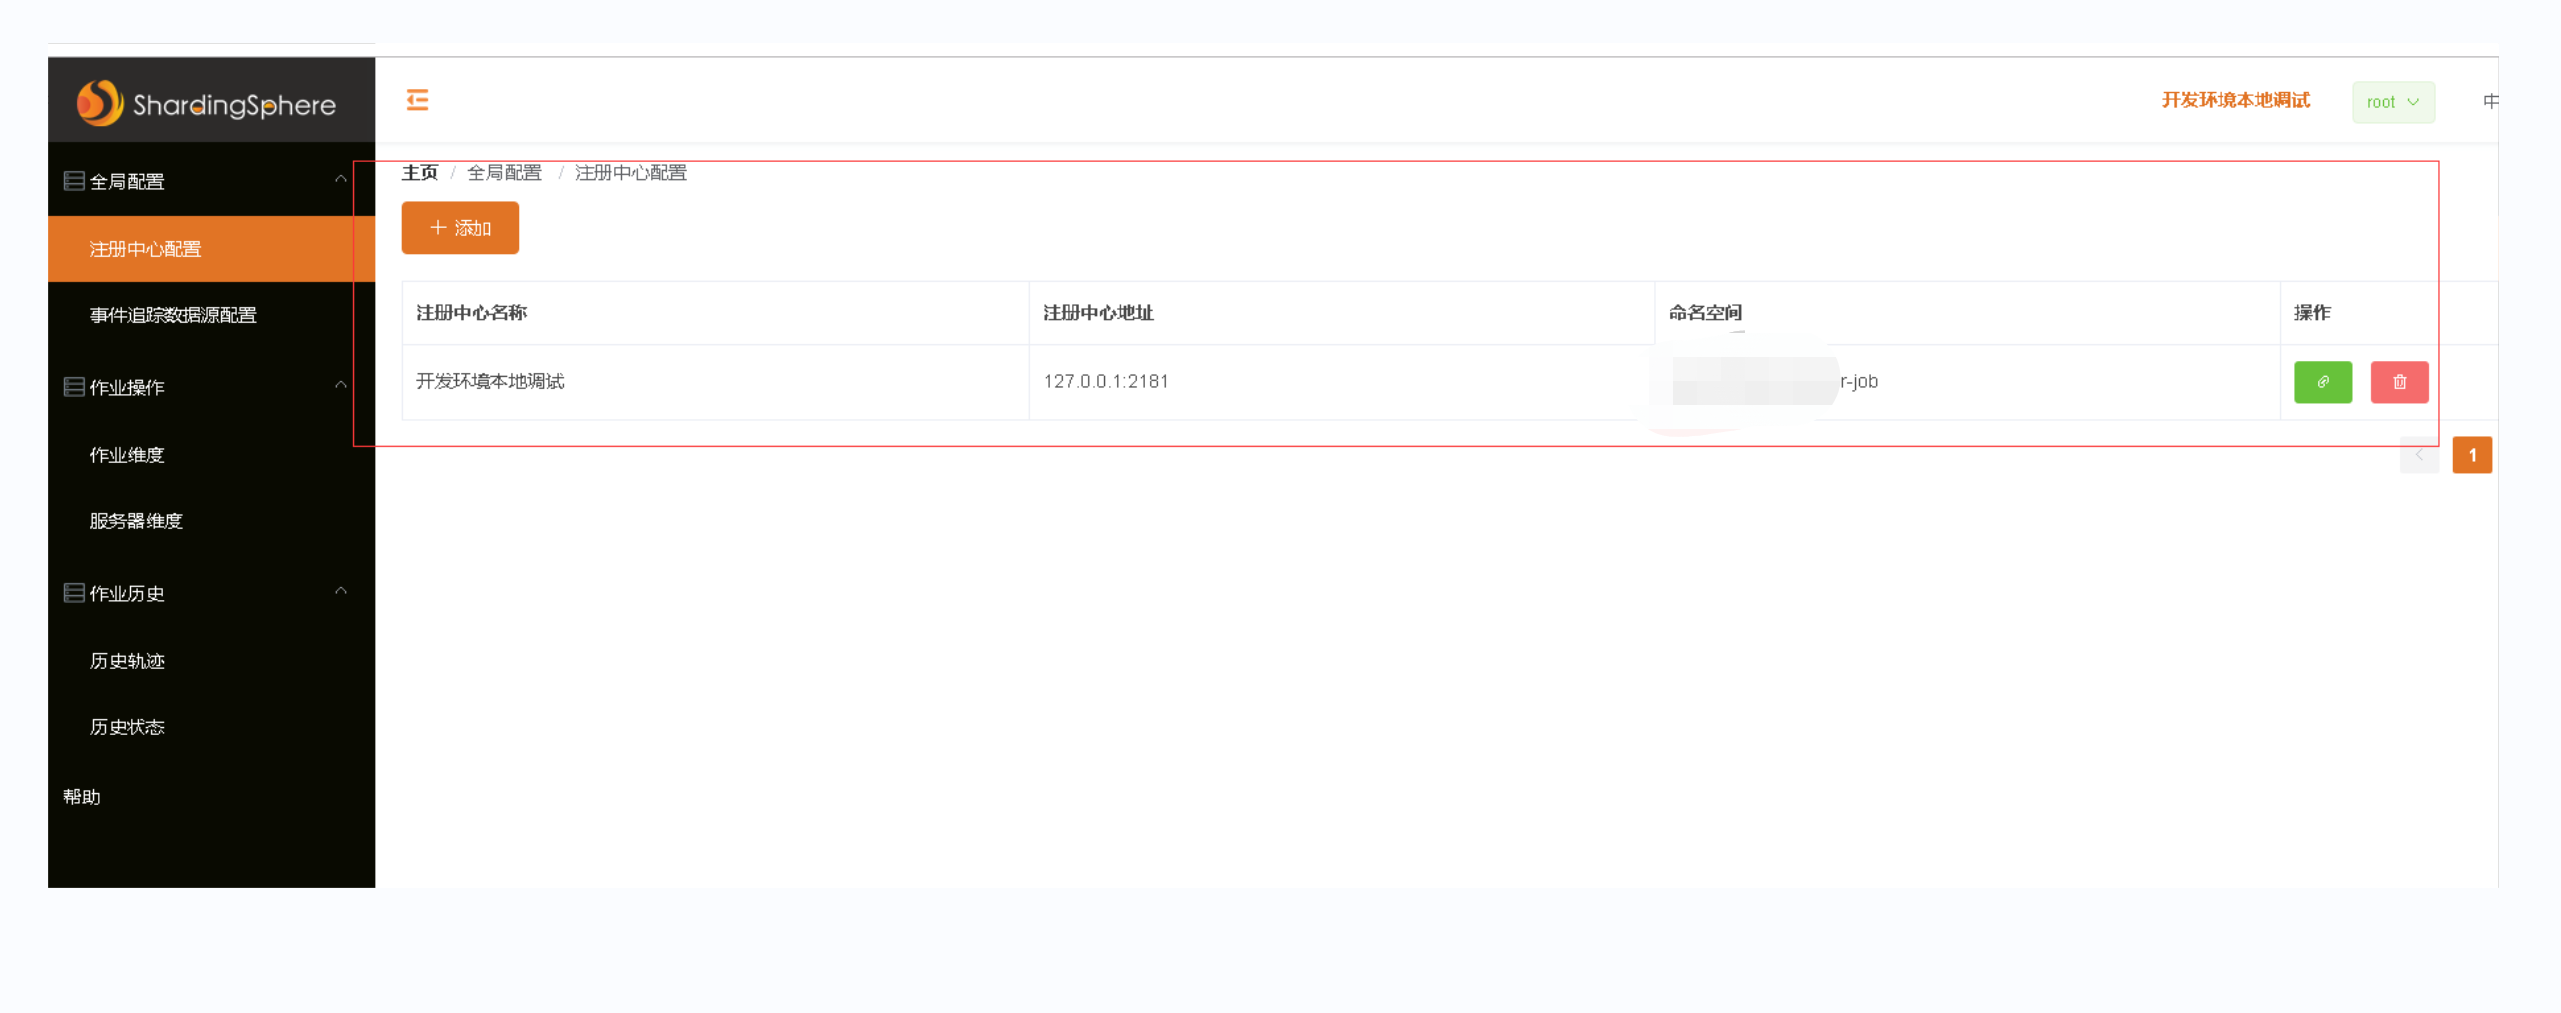 ShardingSphere
开发环境本地调试
root
中
全局配置
注册中心配置
事件追踪数据源配置
作业操作
作业维度
服务器维度
作业历史
历史轨迹
历史状态
帮助
主页 / 全局配置 / 注册中心配置
+ 添加
注册中心名称 注册中心地址 命名空间 操作
开发环境本地调试 127.0.0.1:2181 r-job
1